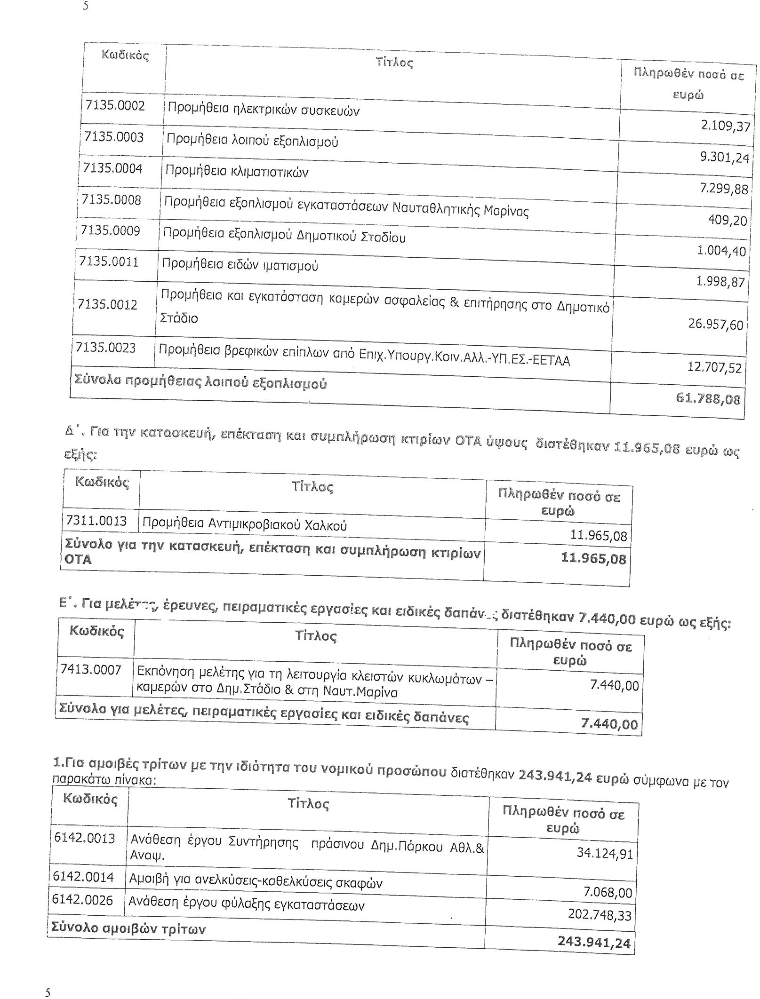 5
Κωδικός Τίτλος Πληρωθέν ποσό σε
ευρώ
7135.0002 Προμήθεια ηλεκτρικών συσκευών 2.109,37
7135.0003 Προμήθεια λοιπού εξοπλισμού 9.301,24
7135.0004 Προμήθεια κλιματιστικών 7.299,88
7135.0008 Προμήθεια εξοπλισμού εγκαταστάσεων Ναυταθλητικής Μαρίνας 409,20
7135.0009 Προμήθεια εξοπλισμού Δημοτικού Σταδίου 1.004,40
7135.0011 Προμήθεια ειδών ιματισμού 1.998,87
7135.0012 Προμήθεια και εγκατάσταση καμερών ασφαλείας & επιτήρησης στο Δημοτικό
Στάδιο 26.957,60
7135.0023 Προμήθεια βρεφικών επίπλων από Επιχ.Υπουργ.Κοιν.Αλλ.-ΥΠ.ΕΣ.-ΕΕΤΑΑ 12.707,52
Σύνολο προμήθειας λοιπού εξοπλισμού 61.788,08
Δ΄. Για την κατασκευή, επέκταση και συμπλήρωση κτιρίων ΟΤΑ ύψους διατέθηκαν 11.965,08 ευρώ ως
εξής:
Κωδικός Τίτλος Πληρωθέν ποσό σε
ευρώ
7311.0013 Προμήθεια Αντιμικροβιακού Χαλκού 11.965,08
Σύνολο για την κατασκευή, επέκταση και συμπλήρωση κτιρίων
ΟΤΑ 11.965,08
Ε΄. Για έρευνες, πειραματικές εργασίες και ειδικές διατέθηκαν 7.440,00 ευρώ ως εξής:
Κωδικός Τίτλος Πληρωθέν ποσό σε
ευρώ
7413.0007 Εκπόνηση μελέτης για τη λειτουργία κλειστών κυκλωμάτων –
καμερών στο Δημ.Στάδιο & στη Ναυτ.Μαρίνα 7.440,00
Σύνολο για μελέτες, πειραματικές εργασίες και ειδικές δαπάνες 7.440,00
1.Για αμοιβές τρίτων με την ιδιότητα του νομικού προσώπου διατέθηκαν 243.941,24 ευρώ σύμφωνα με τον
παρακάτω πίνακα:
Κωδικός Τίτλος Πληρωθέν ποσό σε
ευρώ
6142.0013 Ανάθεση έργου Συντήρησης πράσινου Δημ.Πάρκου Αθλ.&
Αναψ. 34.124,91
6142.0014 Αμοιβή για ανελκύσεις-καθελκύσεις σκαφών 7.068,00
6142.0026 Ανάθεση έργου φύλαξης εγκαταστάσεων 202.748,33
Σύνολο αμοιβών τρίτων 243.941,24
5